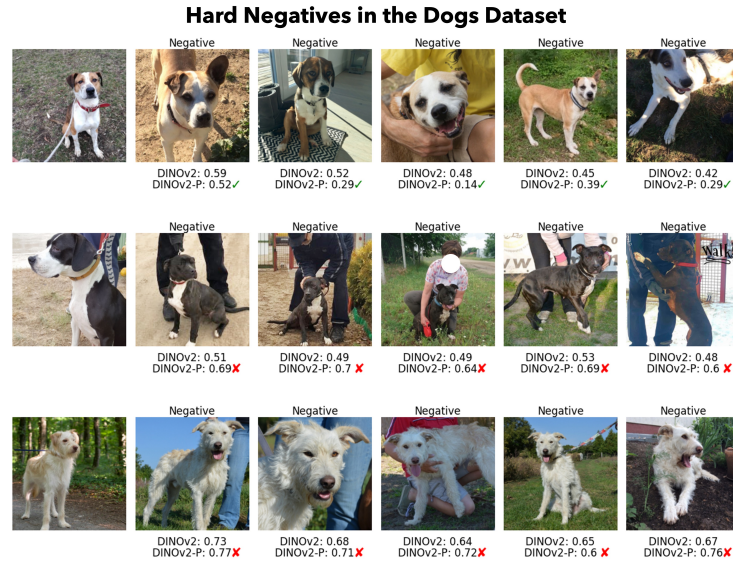 Hard Negatives in the Dogs Dataset
Negative Negative Negative Negative Negative
DINOv2: 0.59 DINOv2: 0.52 DINOv2: 0.48 DINOv2: 0.45 DINOv2: 0.42
DINOv2-P: 0.52✓ DINOv2-P: 0.29✓ DINOv2-P: 0.14✓ DINOv2-P: 0.39✓ DINOv2-P: 0.29✓
Negative Negative Negative Negative Negative
Walk
DINOv2: 0.51 DINOv2: 0.49 DINOv2: 0.49 DINOv2: 0.53 DINOv2: 0.48
DINOv2-P: 0.69✘ DINOv2-P: 0.7 ✘ DINOv2-P: 0.64✘ DINOv2-P: 0.69✘ DINOv2-P: 0.6 ✘
Negative Negative Negative Negative Negative
DINOv2: 0.73 DINOv2: 0.68 DINOv2: 0.64 DINOv2: 0.65 DINOv2: 0.67
DINOv2-P: 0.77✘ DINOv2-P: 0.71✘ DINOv2-P: 0.72✘ DINOv2-P: 0.6 ✘ DINOv2-P: 0.76✘